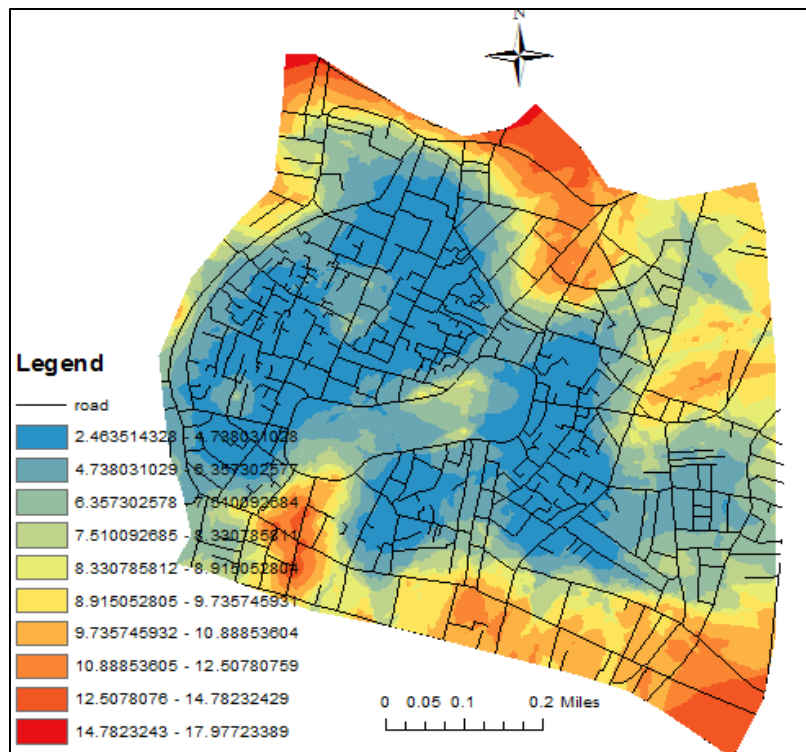 N
Legend
road
2.463514328 - 4.738031028
4.738031029 - 6.357302577
6.357302578 - 7.510092684
7.510092685 - 8.330785811
8.330785812 - 8.915052804
8.915052805 - 9.735745931
9.735745932 - 10.88853604
10.88853605 - 12.50780759
12.5078076 - 14.78232429
14.7823243 - 17.97723389
0 0.05 0.1 0.2 Miles